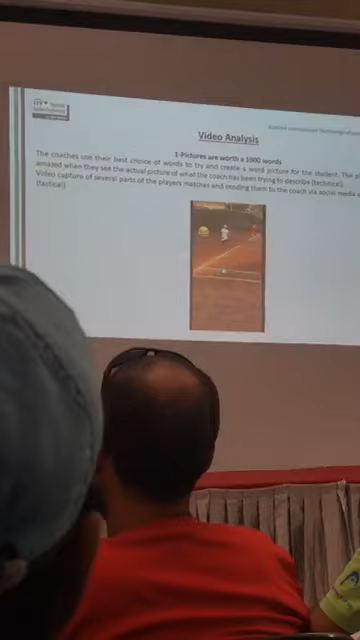 ITF
Video Analysis
1-Pictures are worth a 1000 words
The coaches use their best choice of words to try and create a word picture for the student. The
amazed when they see the actual picture of what the coach has been trying to describe (technical).
Video capture of several parts of the players matches and sending them to the coach via social media
(tactical)